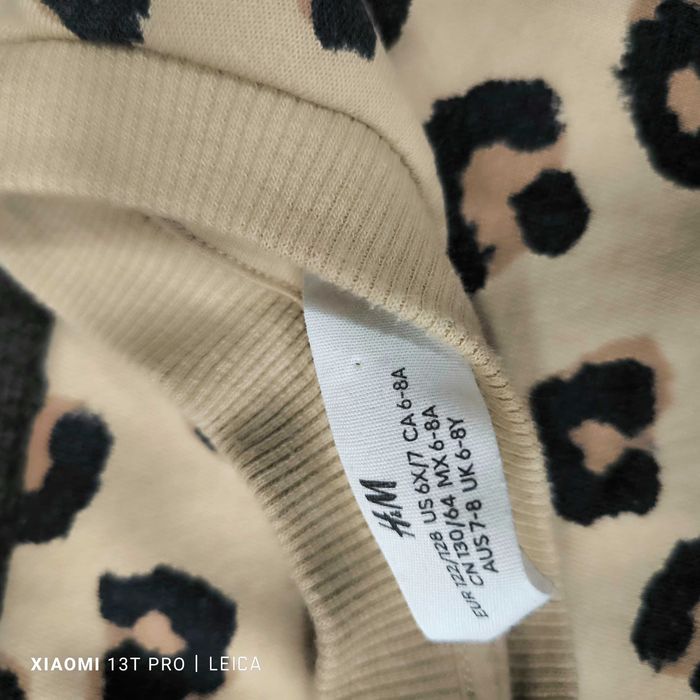 H&M
EUR 122/128 US 6X/7 CA 6-8A
CN 130/64 MX 6-8A
AUS 7-8 UK 6-8Y
XIAOMI 13T PRO | LEICA